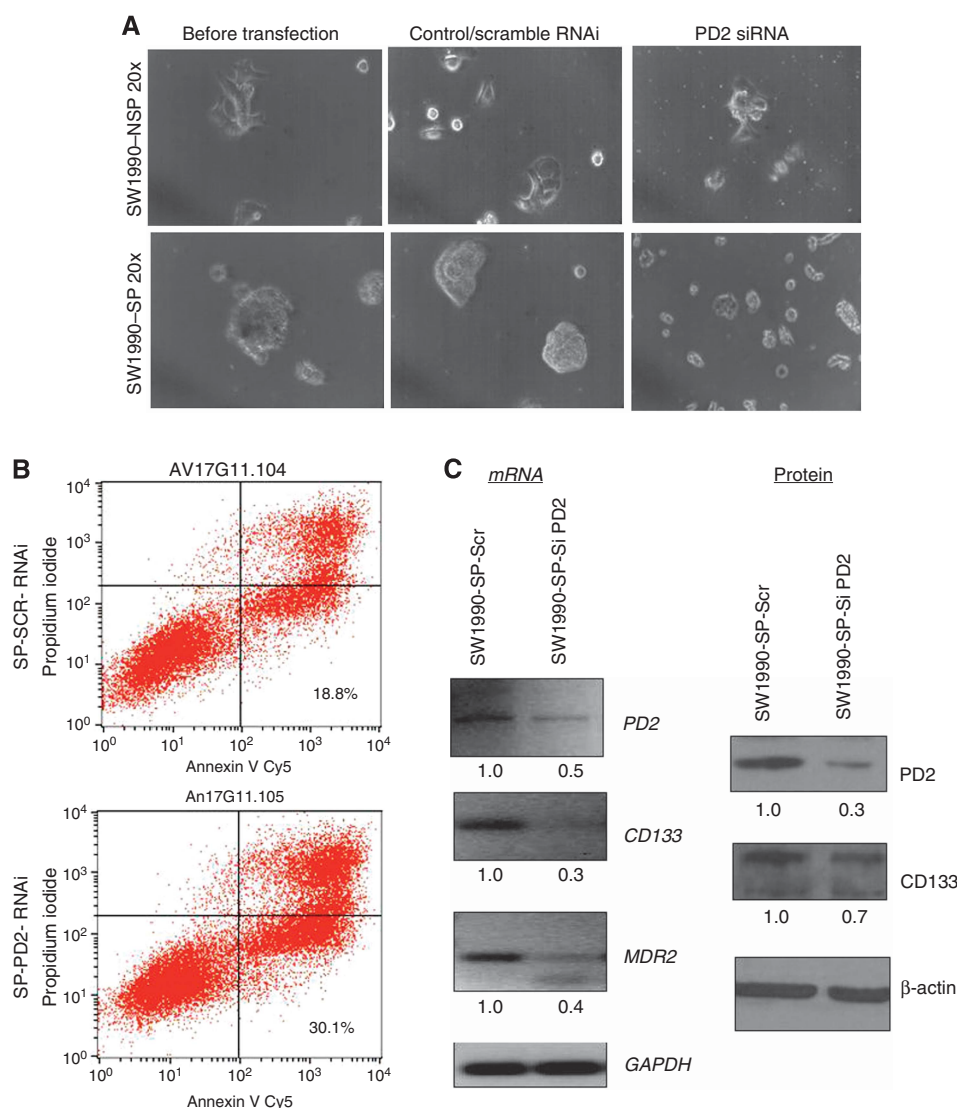 A
Before transfection
Control/scramble RNAi
PD2 siRNA
SW1990–NSP 20x
SW1990–SP 20x
B
AV17G11.104
SP-SCR- RNAi
Propidium iodide
10⁴
10³
10²
10¹
10⁰
18.8%
10⁰ 10¹ 10² 10³ 10⁴
Annexin V Cy5
An17G11.105
SP-PD2- RNAi
Propidium iodide
10⁴
10³
10²
10¹
10⁰
30.1%
10⁰ 10¹ 10² 10³ 10⁴
Annexin V Cy5
C
mRNA
SW1990-SP-Scr
SW1990-SP-Si PD2
PD2
1.0 0.5
CD133
1.0 0.3
MDR2
1.0 0.4
GAPDH
Protein
SW1990-SP-Scr
SW1990-SP-Si PD2
PD2
1.0 0.3
CD133
1.0 0.7
β-actin